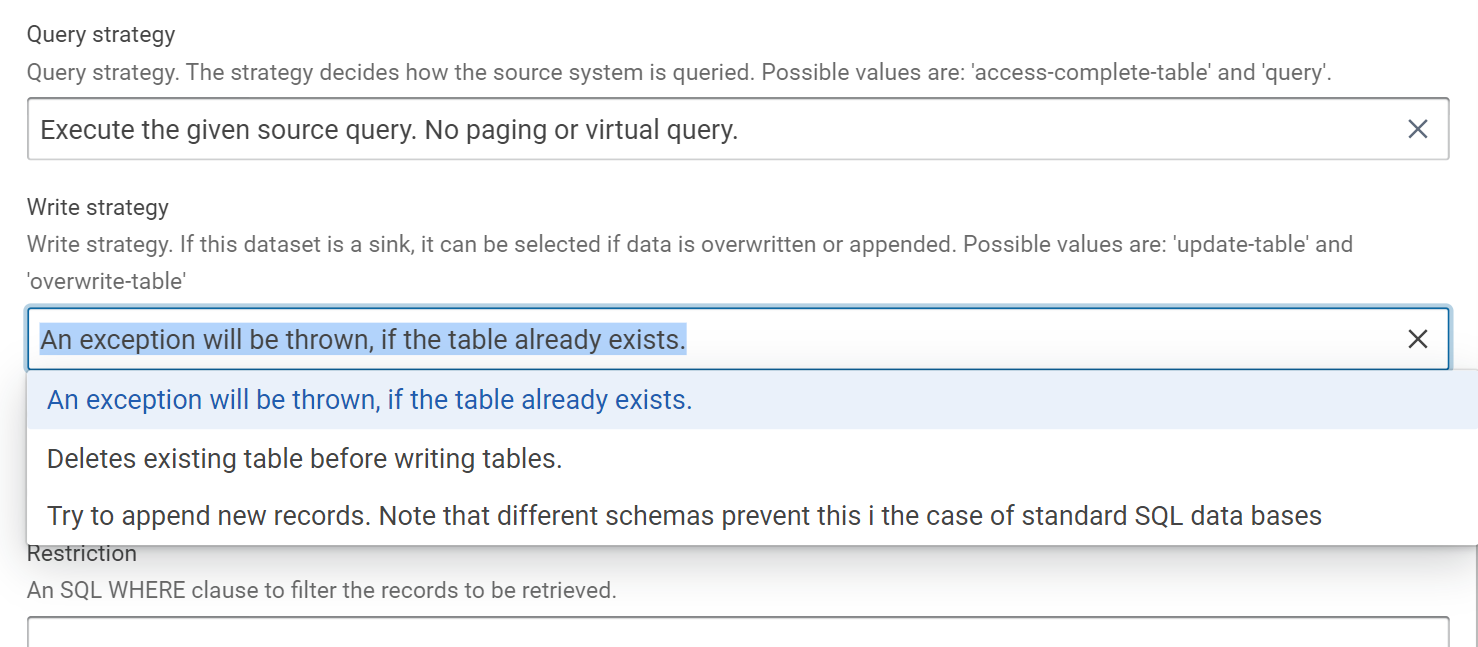 Query strategy
Query strategy. The strategy decides how the source system is queried. Possible values are: 'access-complete-table' and 'query'.
Execute the given source query. No paging or virtual query.
Write strategy
Write strategy. If this dataset is a sink, it can be selected if data is overwritten or appended. Possible values are: 'update-table' and
'overwrite-table'
An exception will be thrown, if the table already exists.
An exception will be thrown, if the table already exists.
Deletes existing table before writing tables.
Try to append new records. Note that different schemas prevent this i the case of standard SQL data bases
Restriction
An SQL WHERE clause to filter the records to be retrieved.